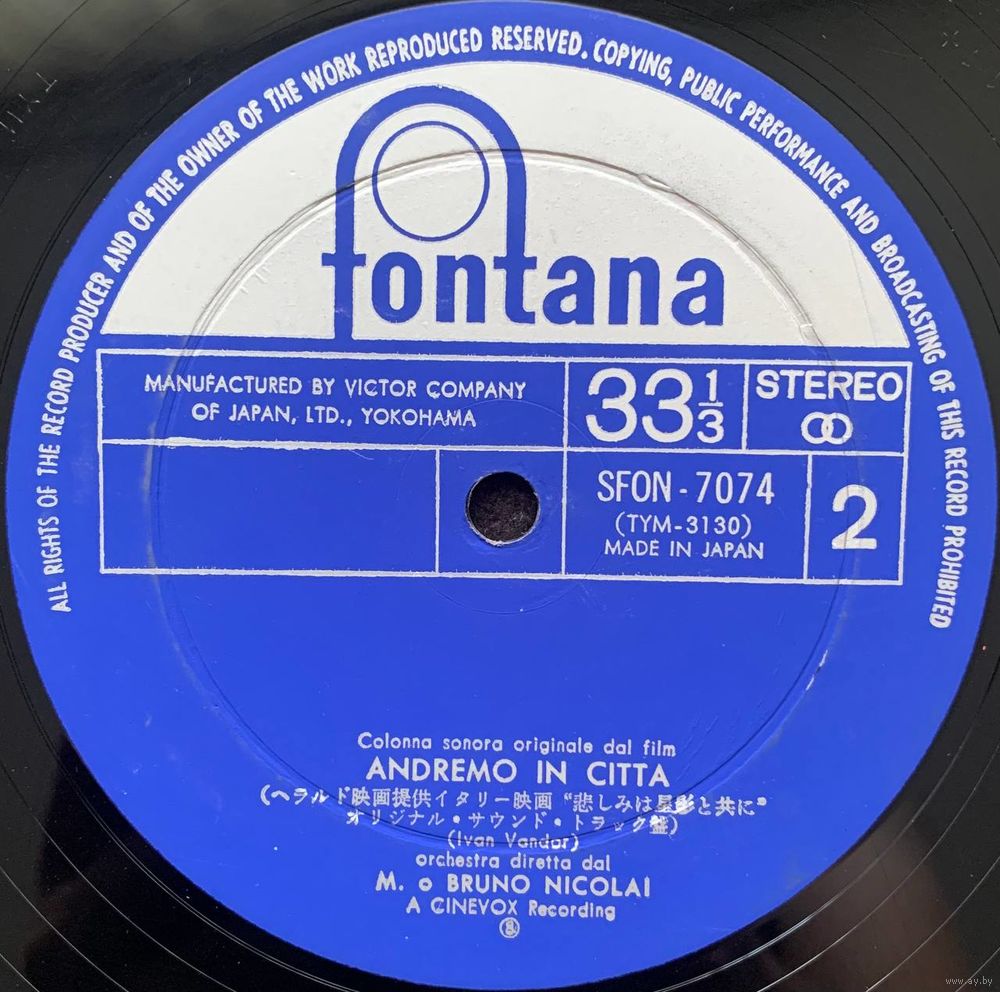 ALL RIGHTS OF THE RECORD PRODUCER AND OF THE OWNER OF THE WORK REPRODUCED RESERVED. COPYING, PUBLIC PERFORMANCE AND BROADCASTING OF THIS RECORD PROHIBITED
fontana
MANUFACTURED BY VICTOR COMPANY
OF JAPAN, LTD., YOKOHAMA
33 1/3
STEREO
SFON-7074
(TYM-3130)
MADE IN JAPAN
2
Colonna sonora originale dal film
ANDREMO IN CITTA
(ヘラルド映画提供イタリー映画 “悲しみは星影と共に”
オリジナル・サウンド・トラック盤)
(Ivan Vandor)
orchestra diretta dal
M. o BRUNO NICOLAI
A CINEVOX Recording
www.ay.by